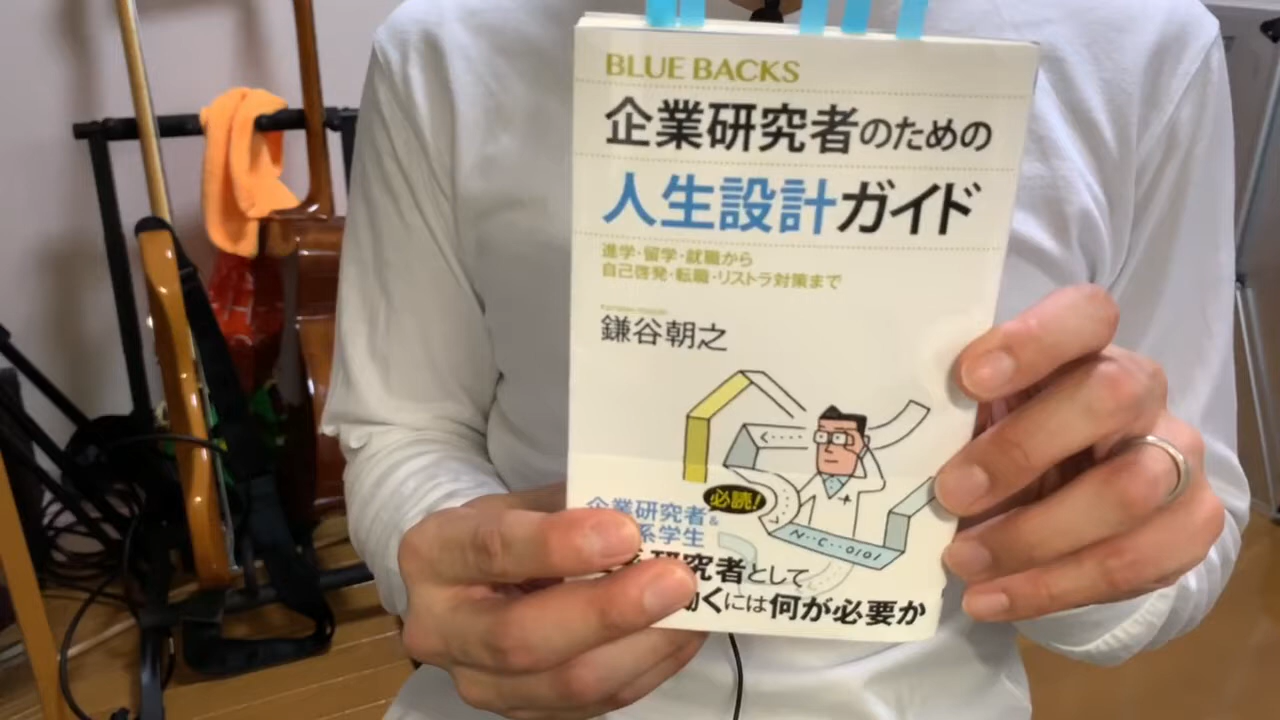 BLUE BACKS
企業研究者のための
人生設計ガイド
進学・留学・就職から
自己啓発・転職・リストラ対策まで
鎌谷朝之
必読!
企業研究者&
系学生
研究者として
働くには何が必要か
N··C··0101